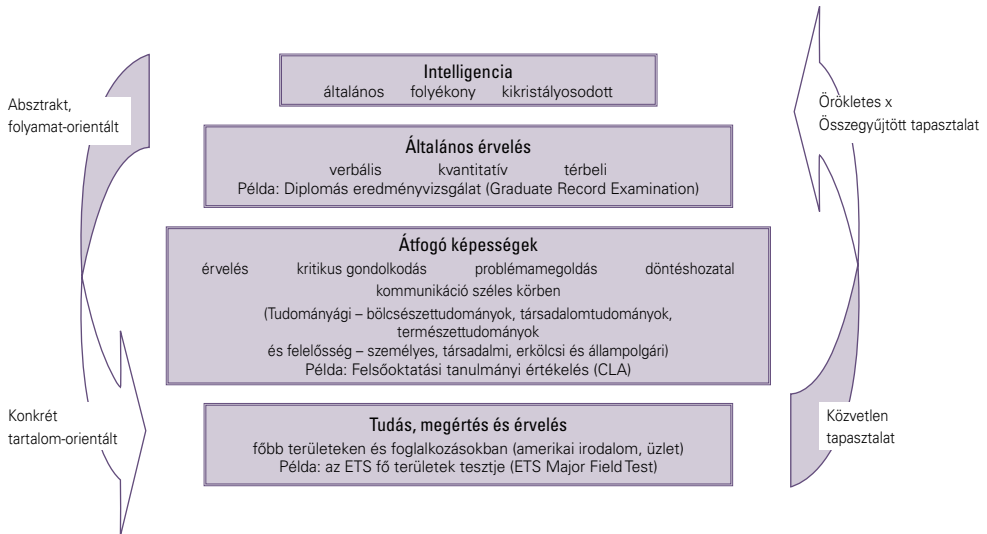 Intelligencia
általános folyékony kikristályosodott
Absztrakt,
folyamat-orientált
Örökletes x
Összegyűjtött tapasztalat
Általános érvelés
verbális kvantitatív térbeli
Példa: Diplomás eredményvizsgálat (Graduate Record Examination)
Átfogó képességek
érvelés kritikus gondolkodás problémamegoldás döntéshozatal
kommunikáció széles körben
(Tudományági – bölcsészettudományok, társadalomtudományok,
természettudományok
és felelősség – személyes, társadalmi, erkölcsi és állampolgári)
Példa: Felsőoktatási tanulmányi értékelés (CLA)
Konkrét
tartalom-orientált
Közvetlen
tapasztalat
Tudás, megértés és érvelés
főbb területeken és foglalkozásokban (amerikai irodalom, üzlet)
Példa: az ETS fő területek tesztje (ETS Major Field Test)